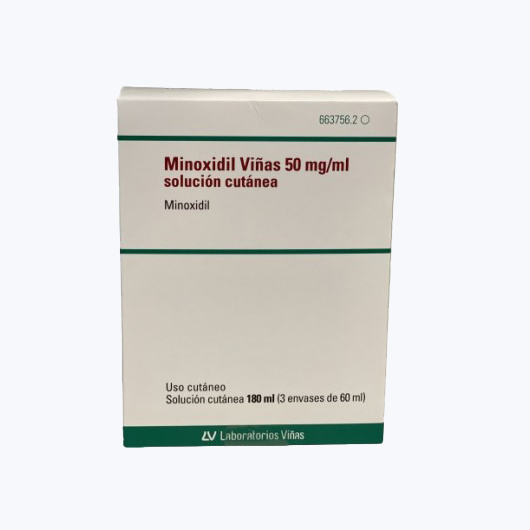 663756.2 O
Minoxidil Viñas 50 mg/ml
solución cutánea
Minoxidil
Uso cutáneo
Solución cutánea 180 ml (3 envases de 60 ml)
LV Laboratorios Viñas